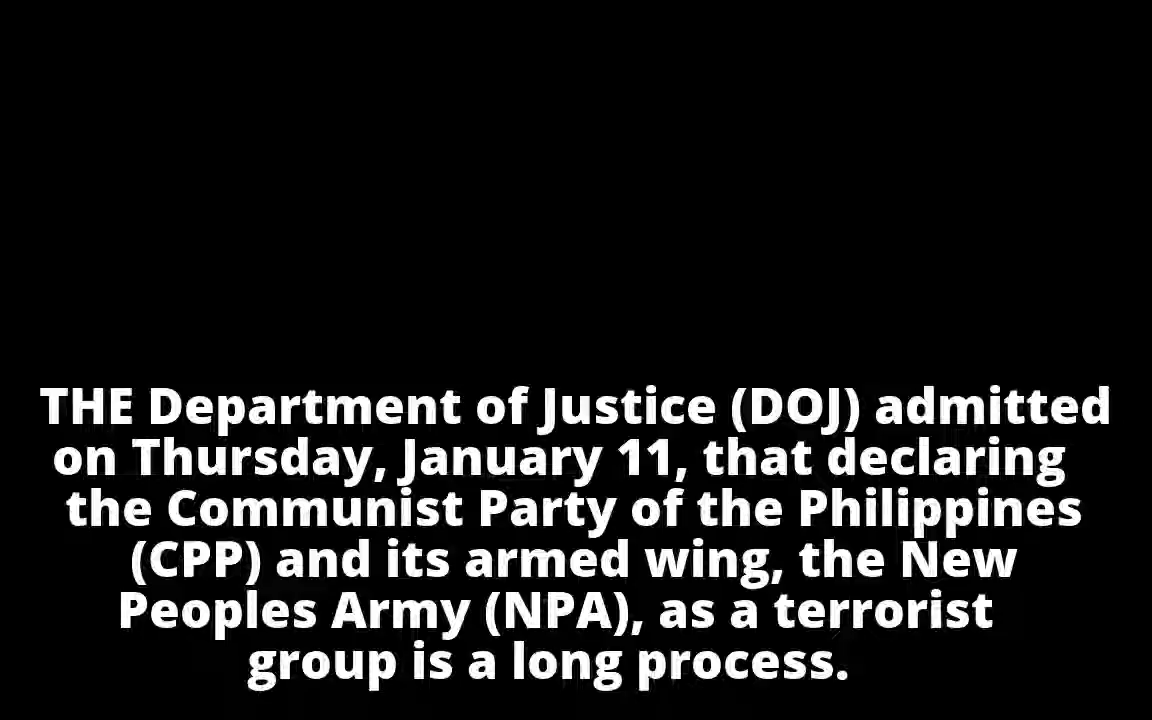 THE Department of Justice (DOJ) admitted
on Thursday, January 11, that declaring
the Communist Party of the Philippines
(CPP) and its armed wing, the New
Peoples Army (NPA), as a terrorist
group is a long process.